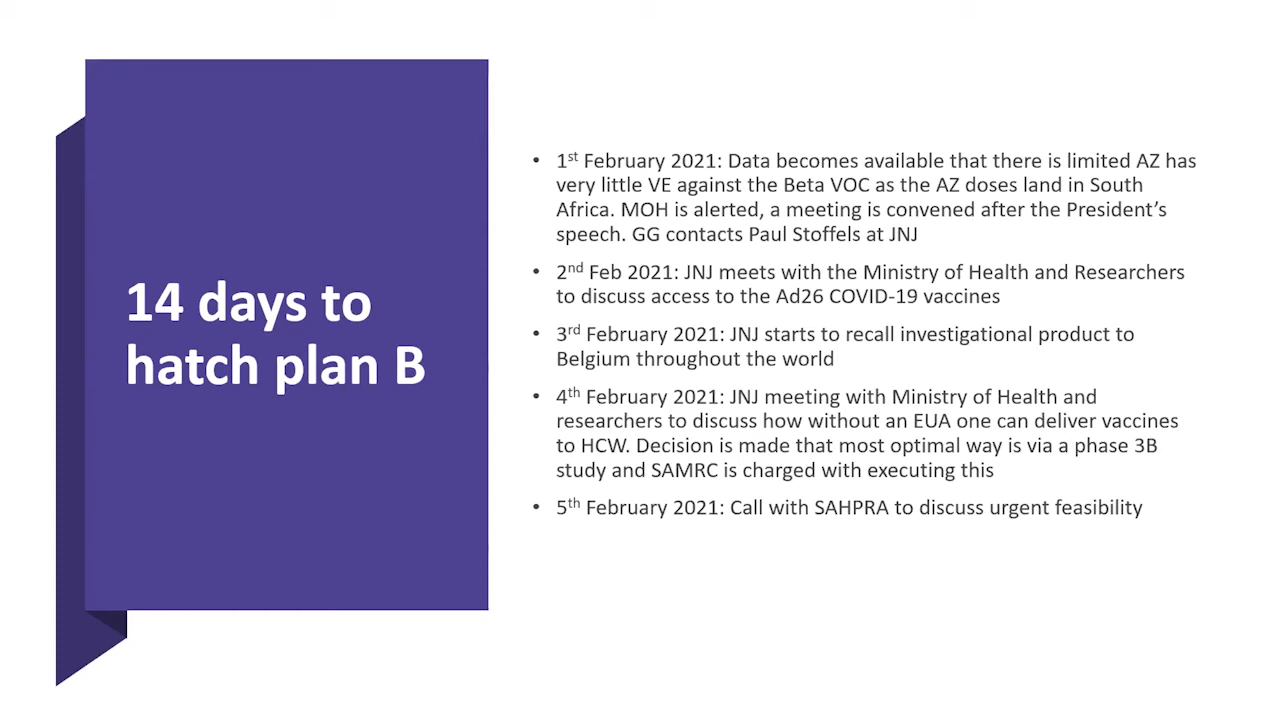 14 days to
hatch plan B
• 1st February 2021: Data becomes available that there is limited AZ has
very little VE against the Beta VOC as the AZ doses land in South
Africa. MOH is alerted, a meeting is convened after the President’s
speech. GG contacts Paul Stoffels at JNJ
• 2nd Feb 2021: JNJ meets with the Ministry of Health and Researchers
to discuss access to the Ad26 COVID-19 vaccines
• 3rd February 2021: JNJ starts to recall investigational product to
Belgium throughout the world
• 4th February 2021: JNJ meeting with Ministry of Health and
researchers to discuss how without an EUA one can deliver vaccines
to HCW. Decision is made that most optimal way is via a phase 3B
study and SAMRC is charged with executing this
• 5th February 2021: Call with SAHPRA to discuss urgent feasibility